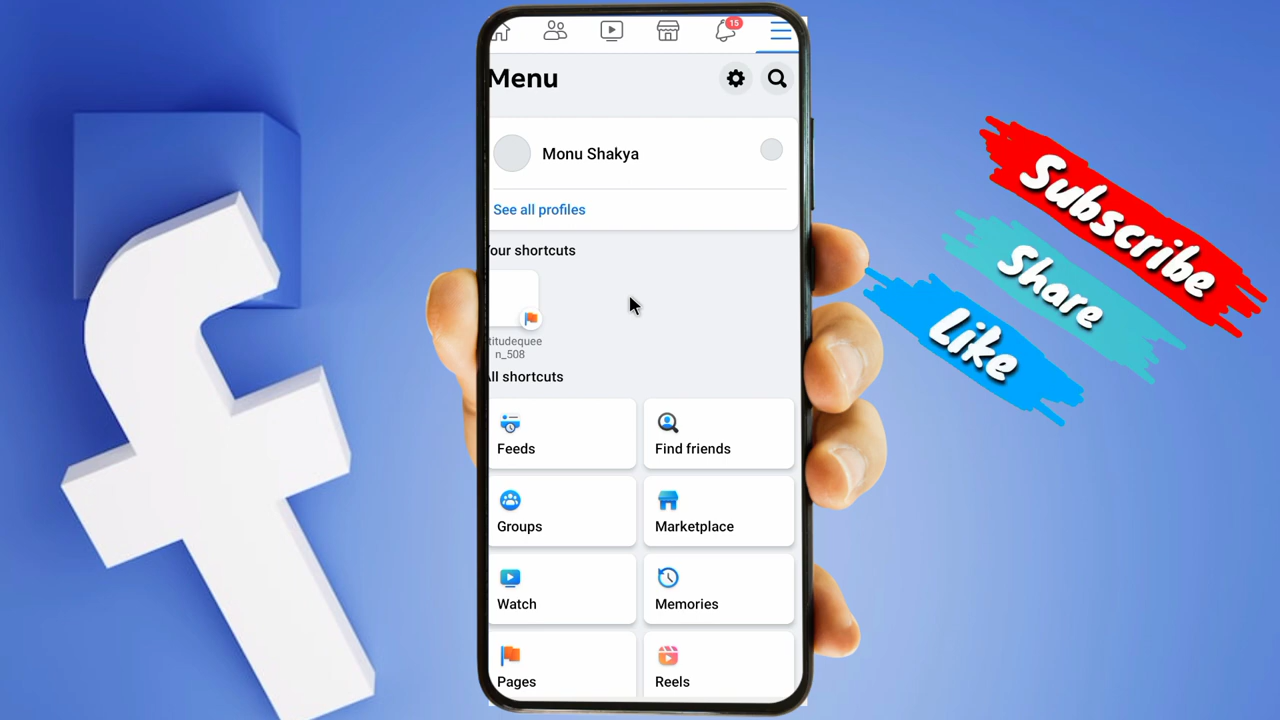 15
Menu
Monu Shakya
See all profiles
our shortcuts
titudequee
n_508
ll shortcuts
Feeds
Find friends
Groups
Marketplace
Watch
Memories
Pages
Reels
Subscribe
Share
Like